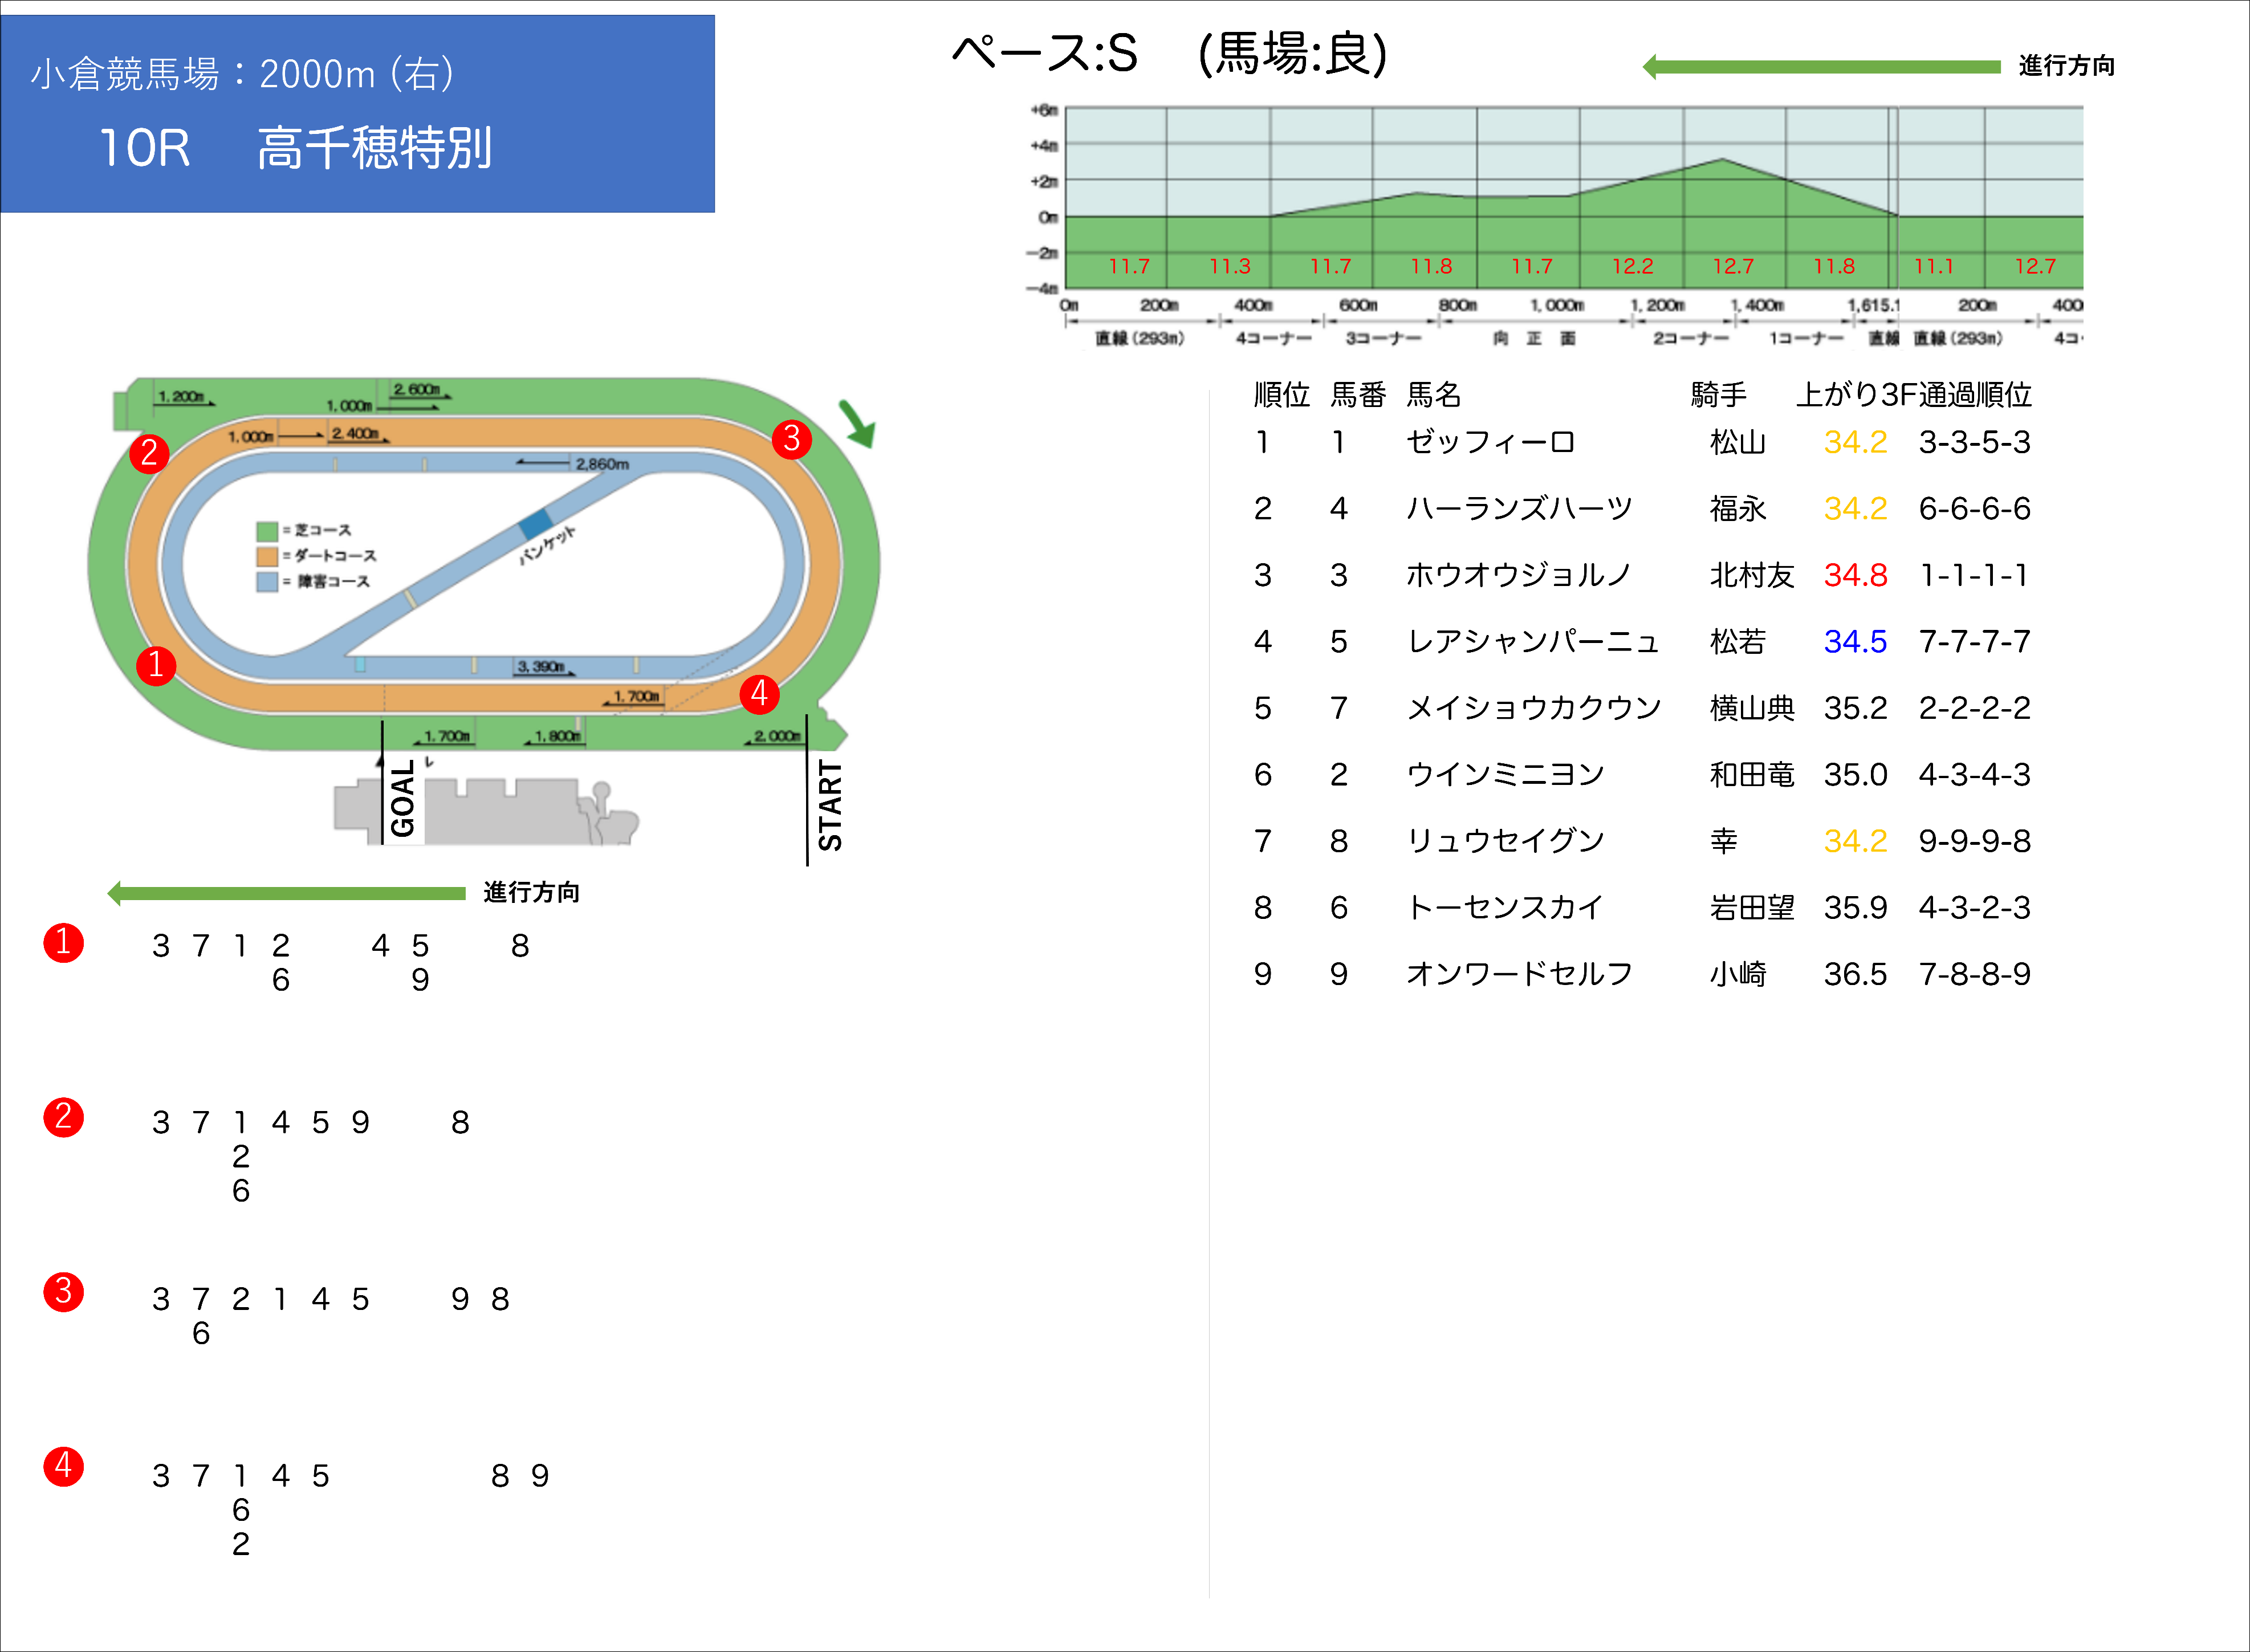 小倉競馬場：2000m (右)
10R 高千穂特別
ペース:S (馬場:良)
進行方向
+6m
+4m
+2m
0m
-2m
-4m
11.7 11.3 11.7 11.8 11.7 12.2 12.7 11.8 11.1 12.7
0m 200m 400m 600m 800m 1,000m 1,200m 1,400m 1,615.1 200m 400
直線(293m) 4コーナー 3コーナー 向正面 2コーナー 1コーナー 直線 直線(293m) 4コ
1,200m
2,600m
1,000m
1,000m
2,400m
2,860m
2
3
=芝コース
=ダートコース
=障害コース
バンケット
1
4
3,390m
1,700m
1,700m
1,800m
2,000m
レ
GOAL
START
進行方向
1 3 7 1 2 4 5 8
6 9
2 3 7 1 4 5 9 8
2
6
3 3 7 2 1 4 5 9 8
6
4 3 7 1 4 5 8 9
6
2
順位 馬番 馬名 騎手 上がり3F通過順位
1 1 ゼッフィーロ 松山 34.2 3-3-5-3
2 4 ハーランズハーツ 福永 34.2 6-6-6-6
3 3 ホウオウジョルノ 北村友 34.8 1-1-1-1
4 5 レアシャンパーニュ 松若 34.5 7-7-7-7
5 7 メイショウカクウン 横山典 35.2 2-2-2-2
6 2 ウインミニヨン 和田竜 35.0 4-3-4-3
7 8 リュウセイグン 幸 34.2 9-9-9-8
8 6 トーセンスカイ 岩田望 35.9 4-3-2-3
9 9 オンワードセルフ 小崎 36.5 7-8-8-9